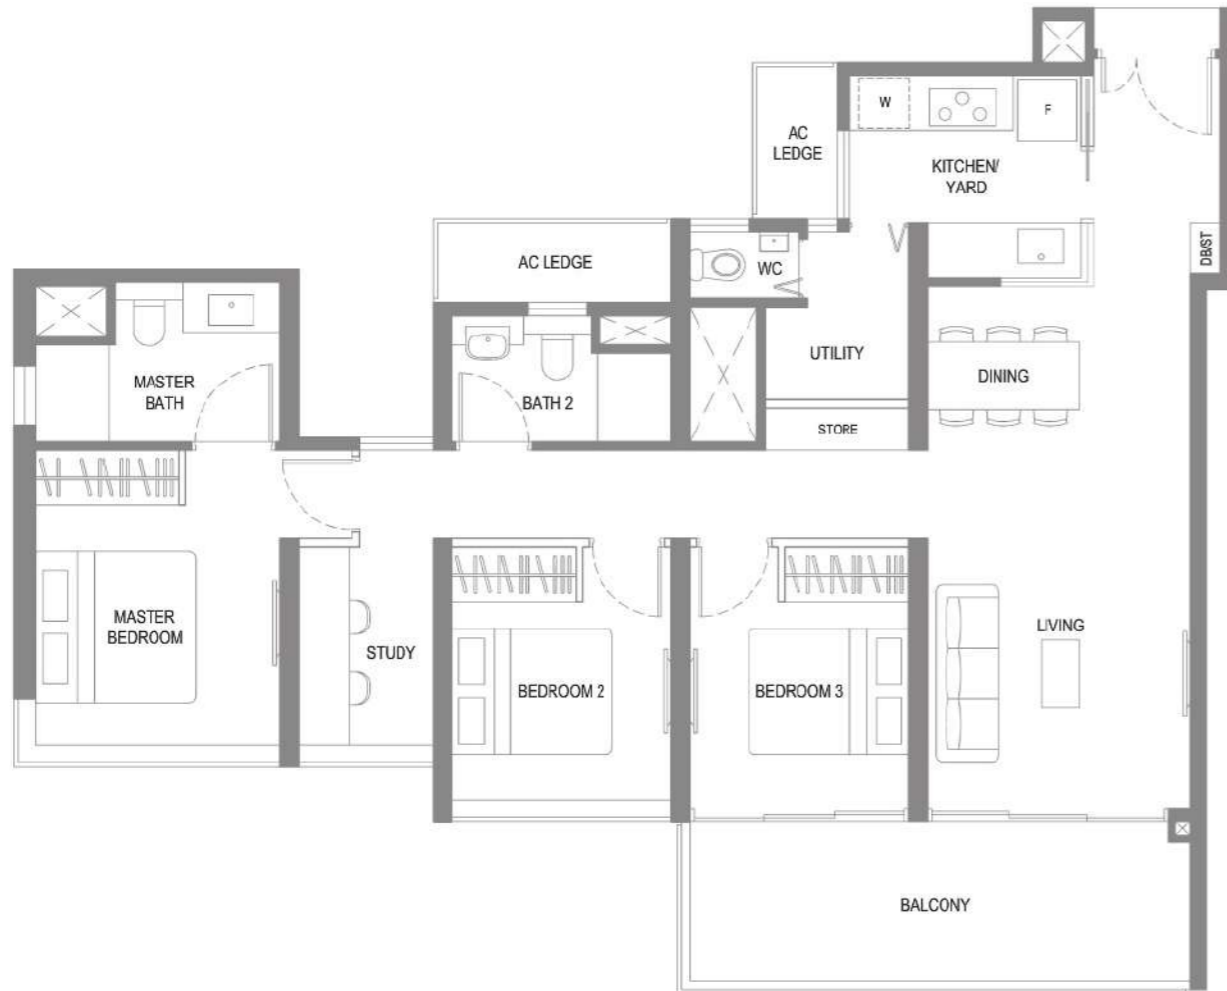 W
F
AC
LEDGE
KITCHEN/
YARD
DB/ST
AC LEDGE
WC
MASTER
BATH
BATH 2
UTILITY
DINING
STORE
MASTER
BEDROOM
STUDY
BEDROOM 2
BEDROOM 3
LIVING
BALCONY